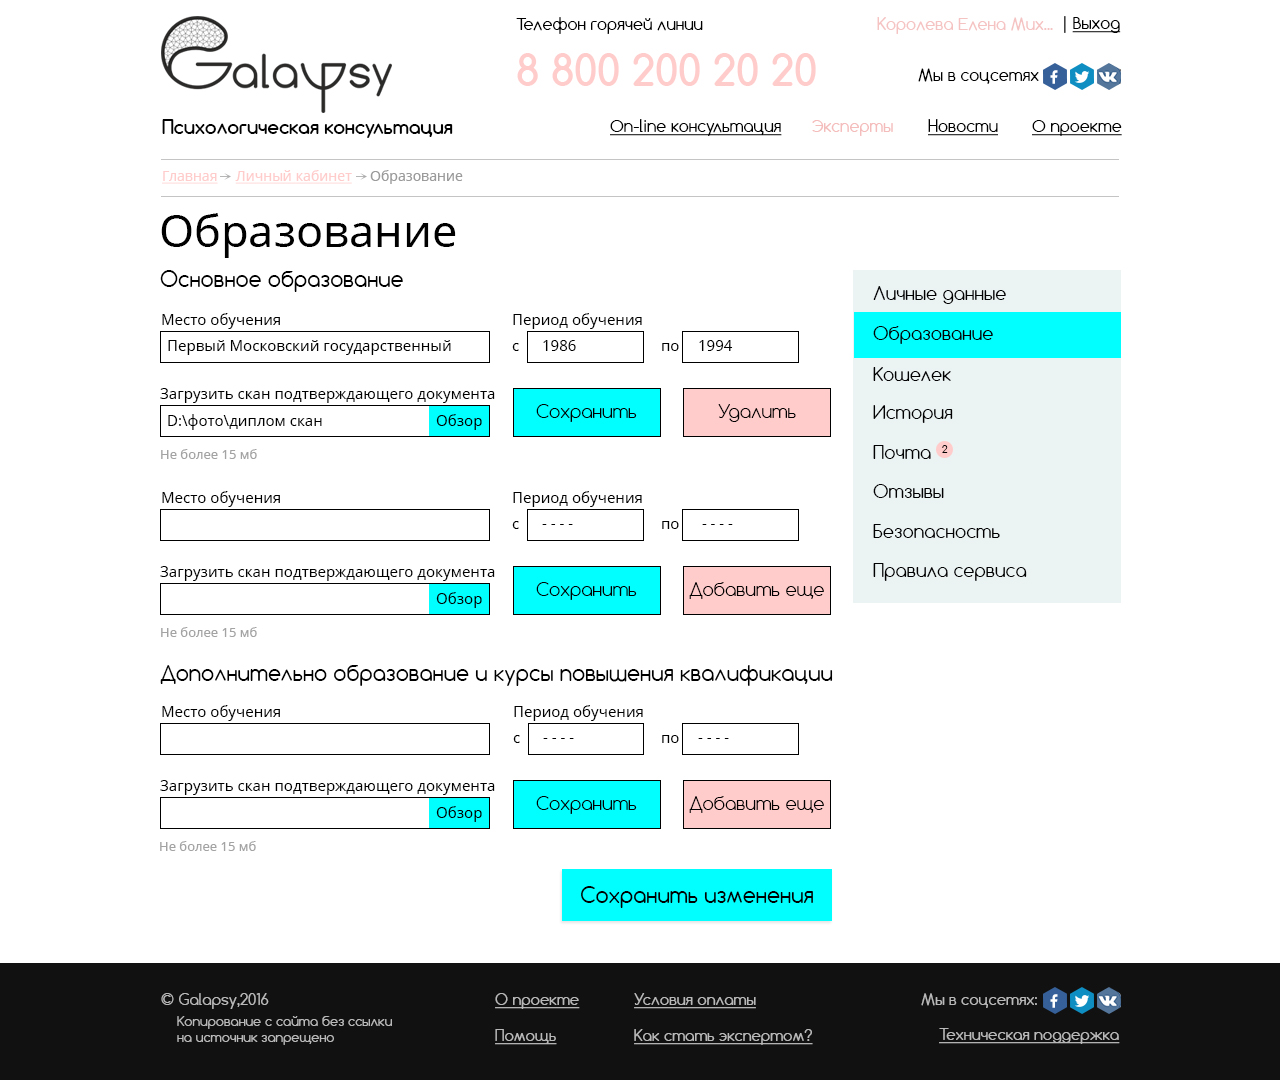 Galapsy
Психологическая консультация
Телефон горячей линии
8 800 200 20 20
Королева Елена Мих... | Выход
Мы в соцсетях
On-line консультация Эксперты Новости О проекте
Главная → Личный кабинет → Образование
Образование
Основное образование
Место обучения Период обучения
Первый Московский государственный с 1986 по 1994
Загрузить скан подтверждающего документа
D:\фото\диплом скан Обзор Сохранить Удалить
Не более 15 мб
Место обучения Период обучения
с - - - - по - - - -
Загрузить скан подтверждающего документа
Обзор Сохранить Добавить еще
Не более 15 мб
Дополнительно образование и курсы повышения квалификации
Место обучения Период обучения
с - - - - по - - - -
Загрузить скан подтверждающего документа
Обзор Сохранить Добавить еще
Не более 15 мб
Сохранить изменения
Личные данные
Образование
Кошелек
История
Почта 2
Отзывы
Безопасность
Правила сервиса
© Galapsy,2016
Копирование с сайта без ссылки
на источник запрещено
О проекте Условия оплаты
Помощь Как стать экспертом?
Мы в соцсетях:
Техническая поддержка